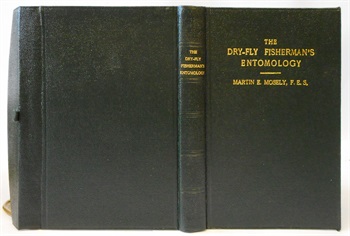 THE
DRY-FLY
FISHERMAN'S
ENTOMOLOGY
THE
DRY-FLY FISHERMAN'S
ENTOMOLOGY
MARTIN E. MOSELY, F.E.S.